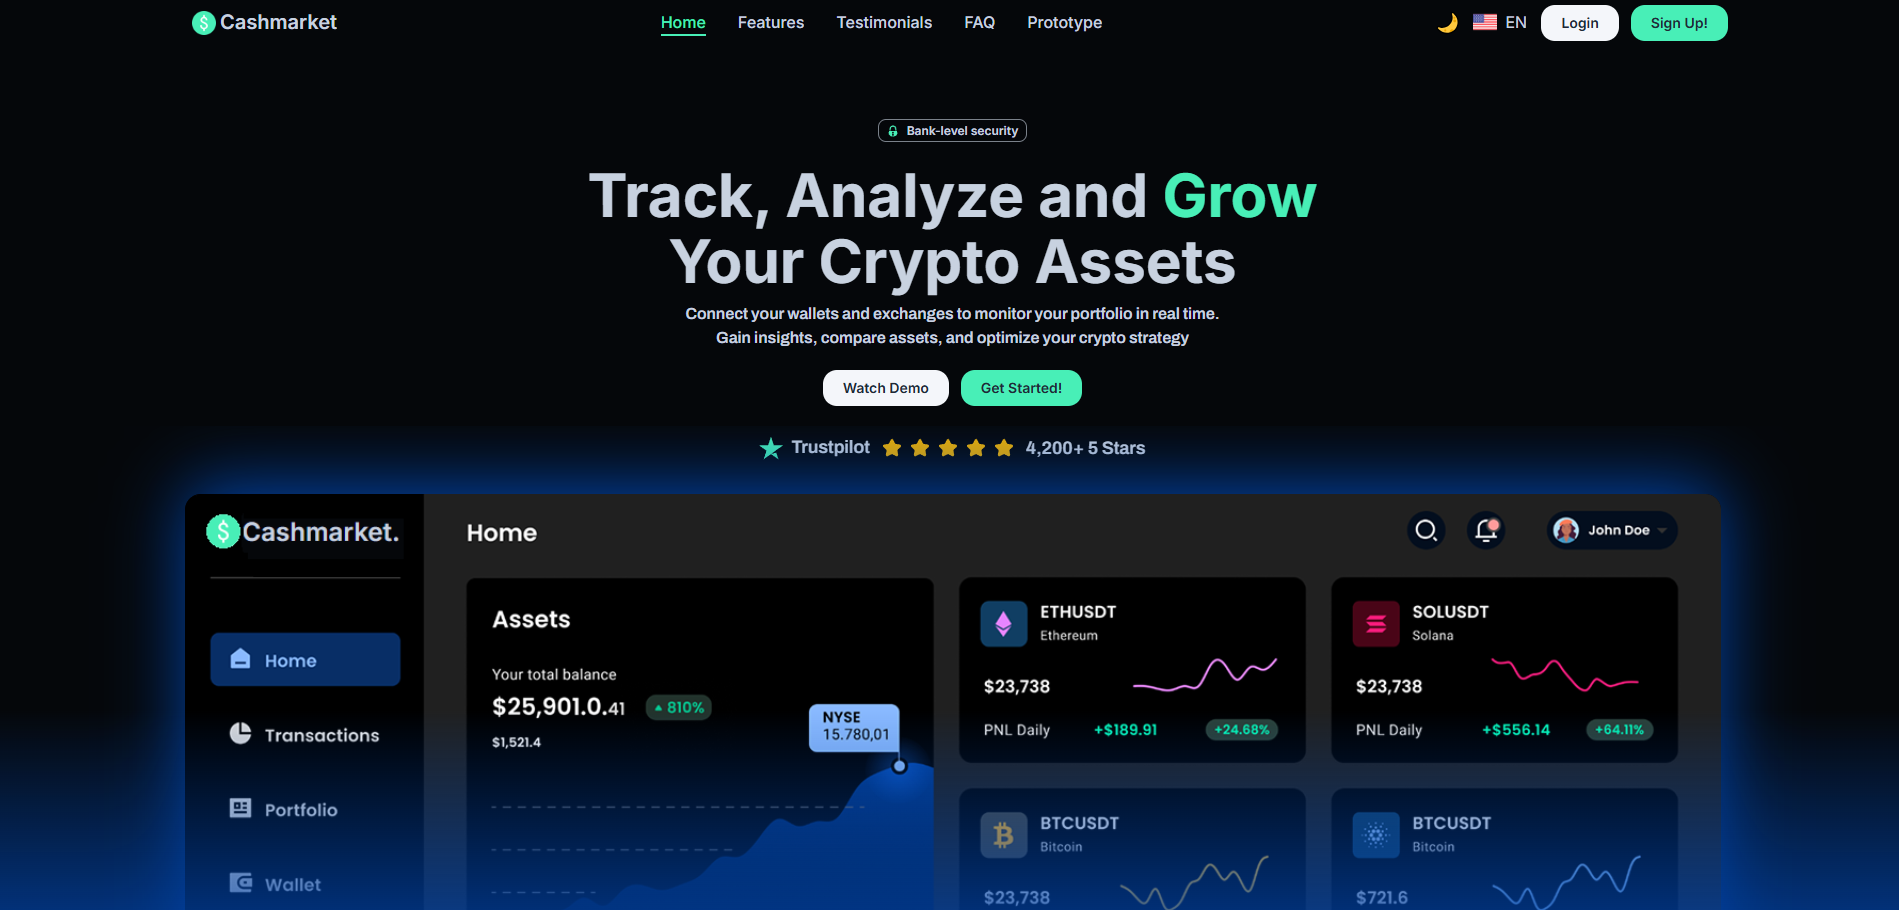 Cashmarket
Home Features Testimonials FAQ Prototype
EN Login Sign Up!
Bank-level security
Track, Analyze and Grow
Your Crypto Assets
Connect your wallets and exchanges to monitor your portfolio in real time.
Gain insights, compare assets, and optimize your crypto strategy
Watch Demo Get Started!
Trustpilot 4,200+ 5 Stars
Cashmarket.
Home
Transactions
Portfolio
Wallet
Home
John Doe
Assets
Your total balance
$25,901.0.41 810%
$1,521.4
NYSE
15.780,01
ETHUSDT
Ethereum
$23,738
PNL Daily +$189.91 +24.68%
SOLUSDT
Solana
$23,738
PNL Daily +$556.14 +64.11%
BTCUSDT
Bitcoin
$23,738
BTCUSDT
Bitcoin
$721.6